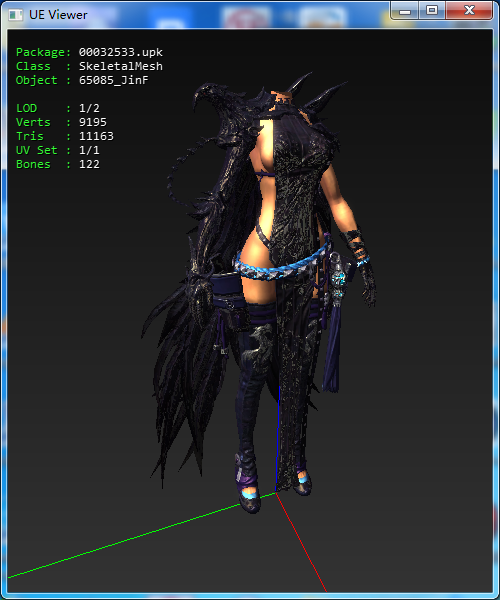 UE Viewer
Package: 00032533.upk
Class : SkeletalMesh
Object : 65085_JinF
LOD : 1/2
Verts : 9195
Tris : 11163
UV Set : 1/1
Bones : 122